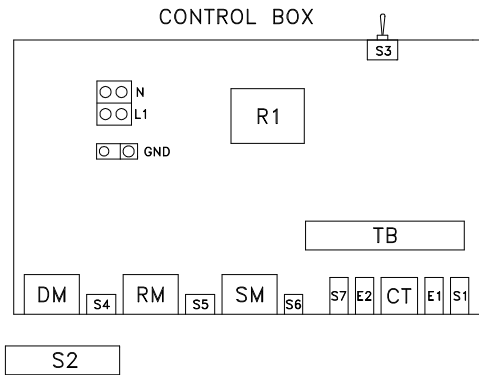 CONTROL BOX
S3
N
L1
R1
GND
TB
DM
S4
RM
S5
SM
S6
S7
E2
CT
E1
S1
S2